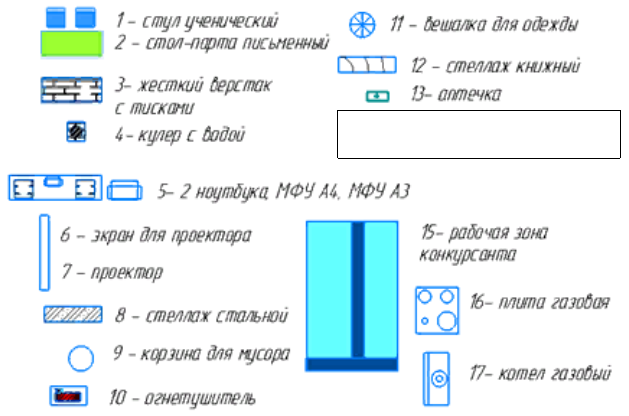 1 - стул ученический
2 - стол-парта письменный
3- жесткий верстак
с тисками
4 - кулер с водой
5- 2 ноутбука, МФУ А4, МФУ А3
6 - экран для проектора
7 - проектор
8 - стеллаж стальной
9 - корзина для мусора
10 - огнетушитель
11 - вешалка для одежды
12 - стеллаж книжный
13- аптечка
15- рабочая зона
конкурсанта
16- плита газовая
17- котел газовый